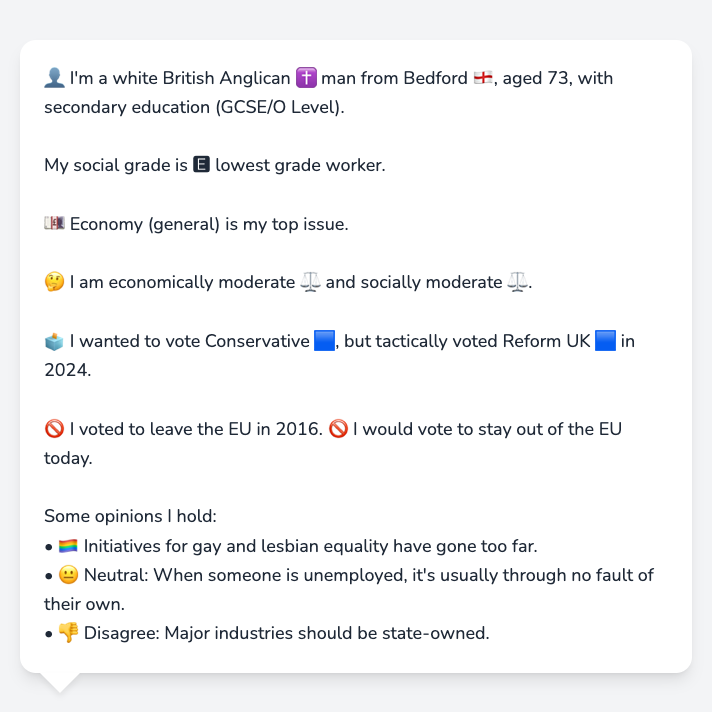 👤 I'm a white British Anglican ✝️ man from Bedford 🏴󠁧󠁢󠁥󠁮󠁧󠁿, aged 73, with
secondary education (GCSE/O Level).
My social grade is 🅴 lowest grade worker.
💷 Economy (general) is my top issue.
🤔 I am economically moderate ⚖️ and socially moderate ⚖️.
🗳️ I wanted to vote Conservative 🟦, but tactically voted Reform UK 🟦 in
2024.
🚫 I voted to leave the EU in 2016. 🚫 I would vote to stay out of the EU
today.
Some opinions I hold:
• 🏳️‍🌈 Initiatives for gay and lesbian equality have gone too far.
• 😐 Neutral: When someone is unemployed, it's usually through no fault of
their own.
• 👎 Disagree: Major industries should be state-owned.